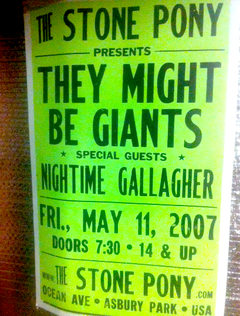 THE STONE PONY
PRESENTS
THEY MIGHT
BE GIANTS
★ SPECIAL GUESTS ★
NIGHTIME GALLAGHER
FRI., MAY 11, 2007
DOORS 7:30 • 14 & UP
WWW.THE STONE PONY.COM
OCEAN AVE • ASBURY PARK • USA